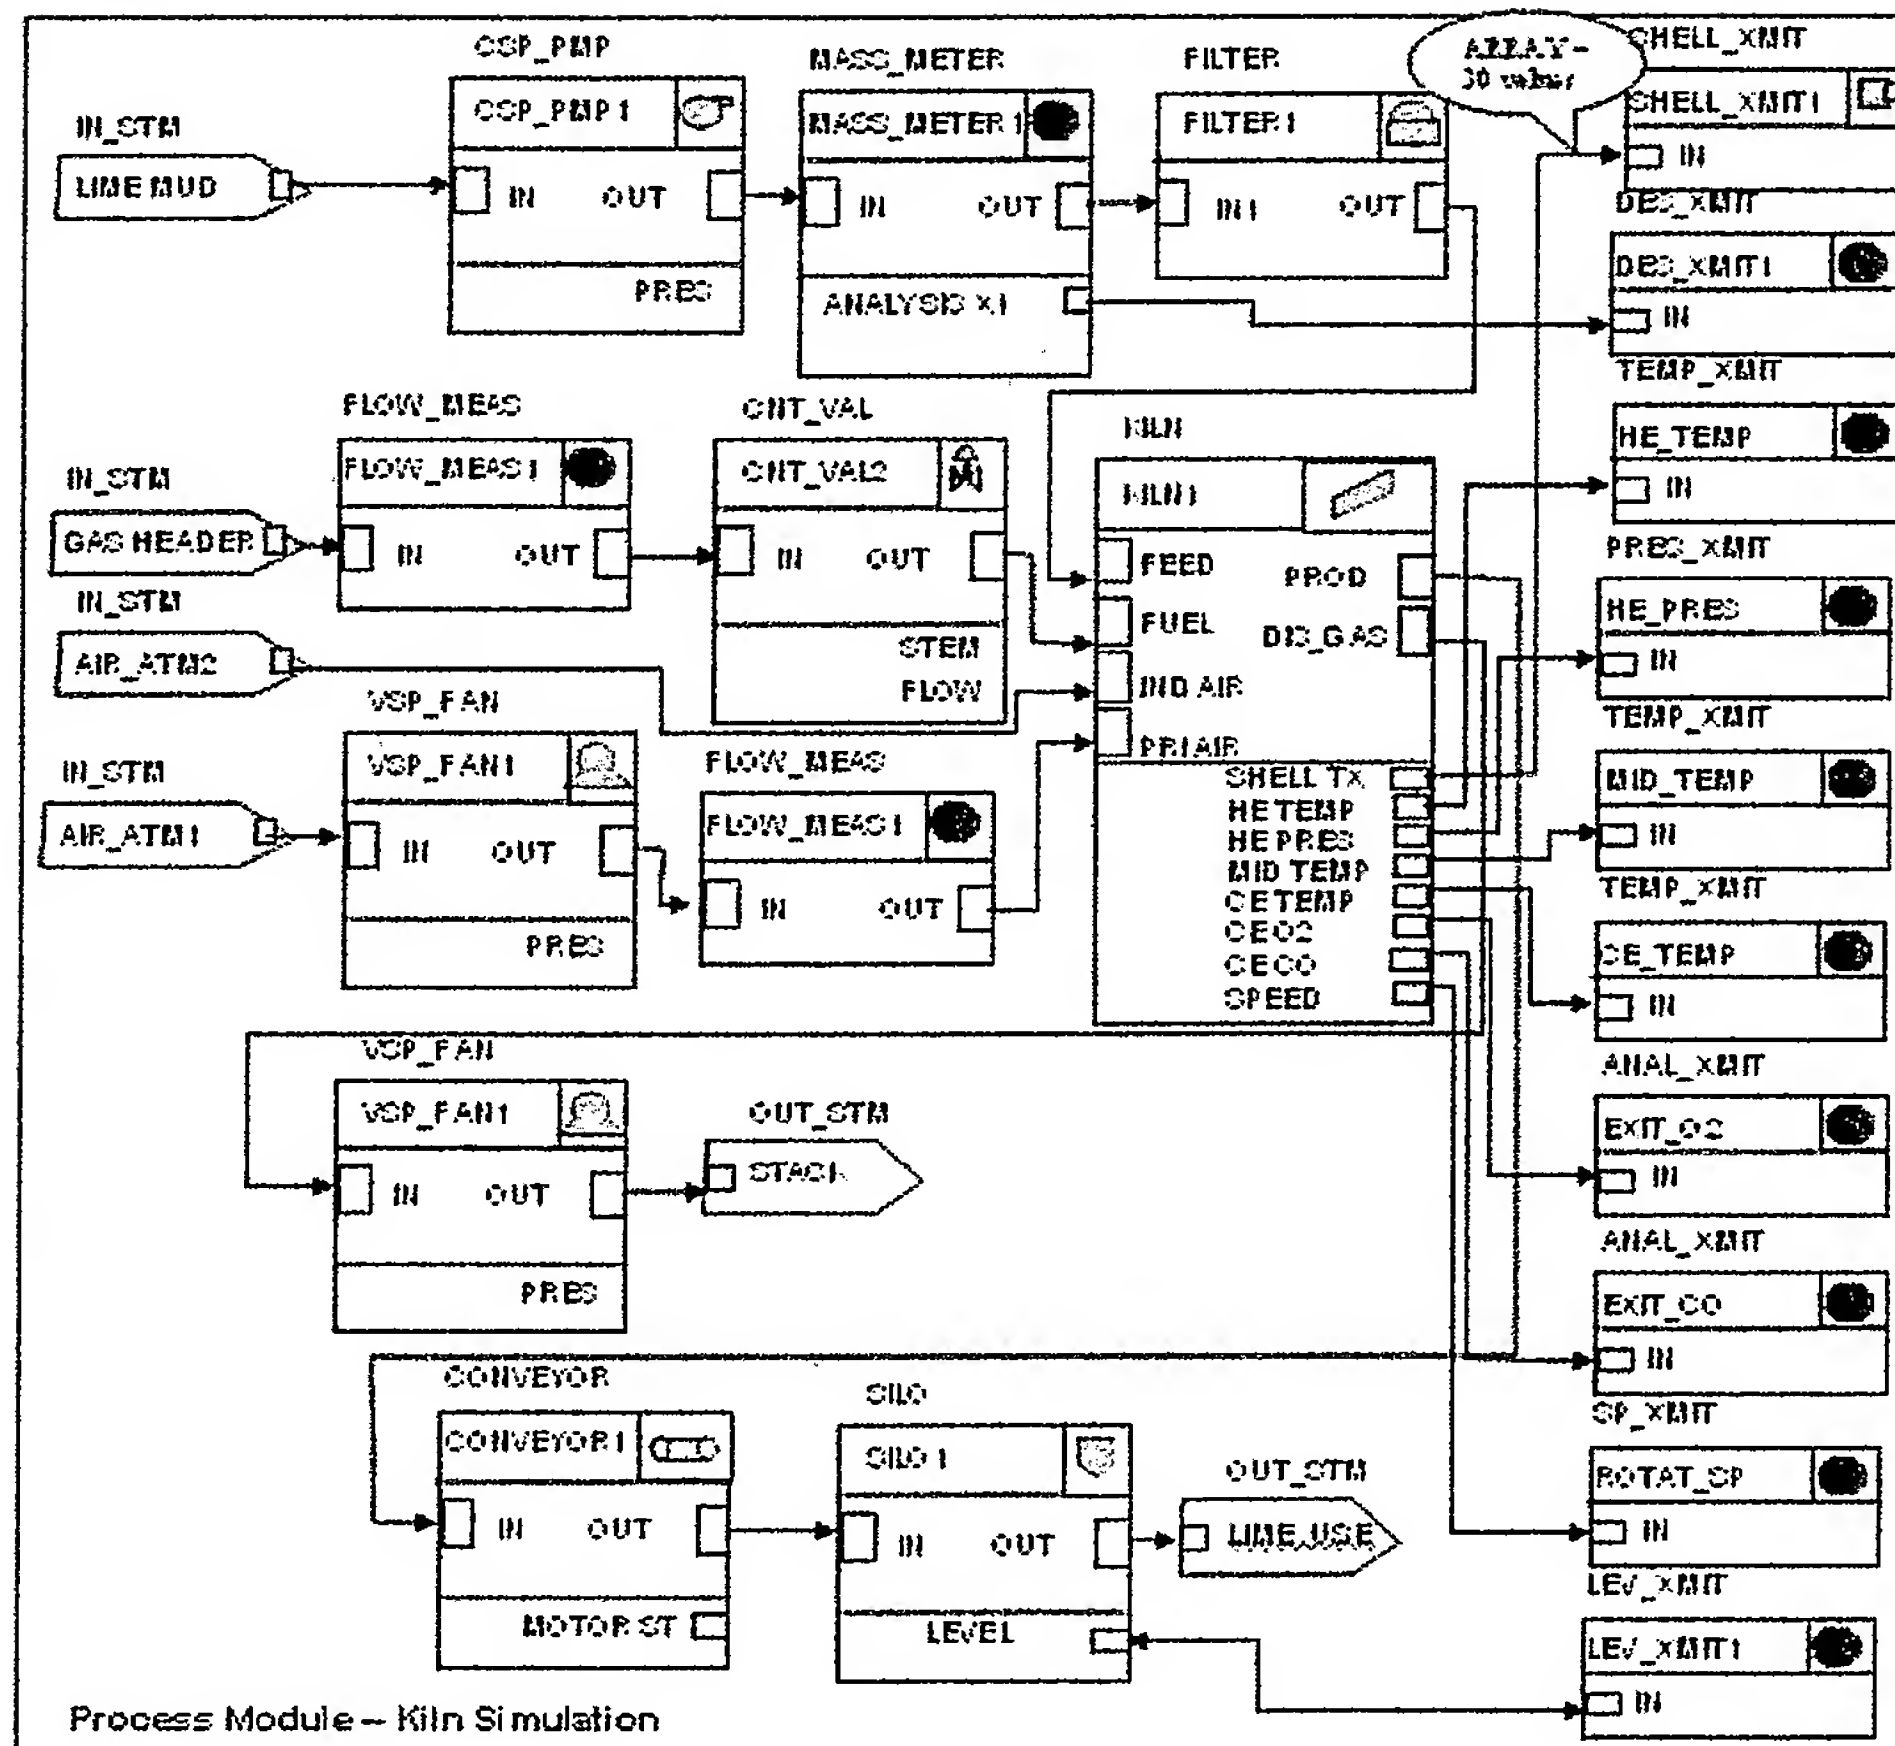 CSP_PMP
CSP_PMP1
IN OUT
PRES
MASS_METER
MASS_METER1
IN OUT
ANALYSIS X1
FILTER
FILTER1
IN1 OUT
ARRAY -
30 values
SHELL_XMIT
SHELL_XMIT1
IN
IN_STM
LIME MUD
DES_XMIT
DES_XMIT1
IN
FLOW_MEAS
FLOW_MEAS1
IN OUT
CNT_VAL
CNT_VAL2
IN OUT
STEM
FLOW
TEMP_XMIT
HE_TEMP
IN
IN_STM
GAS HEADER
IN_STM
AIR_ATM2
KILN
KILN1
FEED PROD
FUEL DIS_GAS
IND AIR
PRI AIR
SHELL TX
HE TEMP
HE PRES
MID TEMP
CE TEMP
CE O2
CE CO
SPEED
PRES_XMIT
HE_PRES
IN
IN_STM
AIR_ATM1
VSP_FAN
VSP_FAN1
IN OUT
PRES
FLOW_MEAS
FLOW_MEAS1
IN OUT
TEMP_XMIT
MID_TEMP
IN
TEMP_XMIT
CE_TEMP
IN
VSP_FAN
VSP_FAN1
IN OUT
PRES
OUT_STM
STACK
ANAL_XMIT
EXIT_O2
IN
ANAL_XMIT
EXIT_CO
IN
CONVEYOR
CONVEYOR1
IN OUT
MOTOR ST
SILO
SILO 1
IN OUT
LEVEL
OUT_STM
LIME USE
SP_XMIT
ROTAT_SP
IN
LEV_XMIT
LEV_XMIT1
IN
Process Module – Kiln Simulation